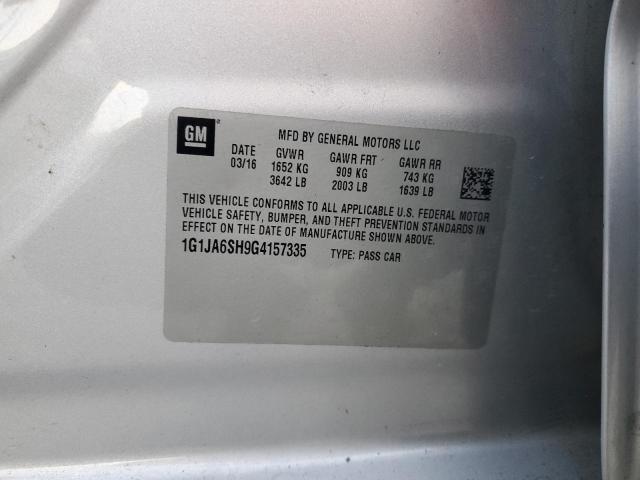 GM
MFD BY GENERAL MOTORS LLC
DATE GVWR GAWR FRT GAWR RR
03/16 1652 KG 909 KG 743 KG
3642 LB 2003 LB 1639 LB
THIS VEHICLE CONFORMS TO ALL APPLICABLE U.S. FEDERAL MOTOR
VEHICLE SAFETY, BUMPER, AND THEFT PREVENTION STANDARDS IN
EFFECT ON THE DATE OF MANUFACTURE SHOWN ABOVE.
1G1JA6SH9G4157335 TYPE: PASS CAR